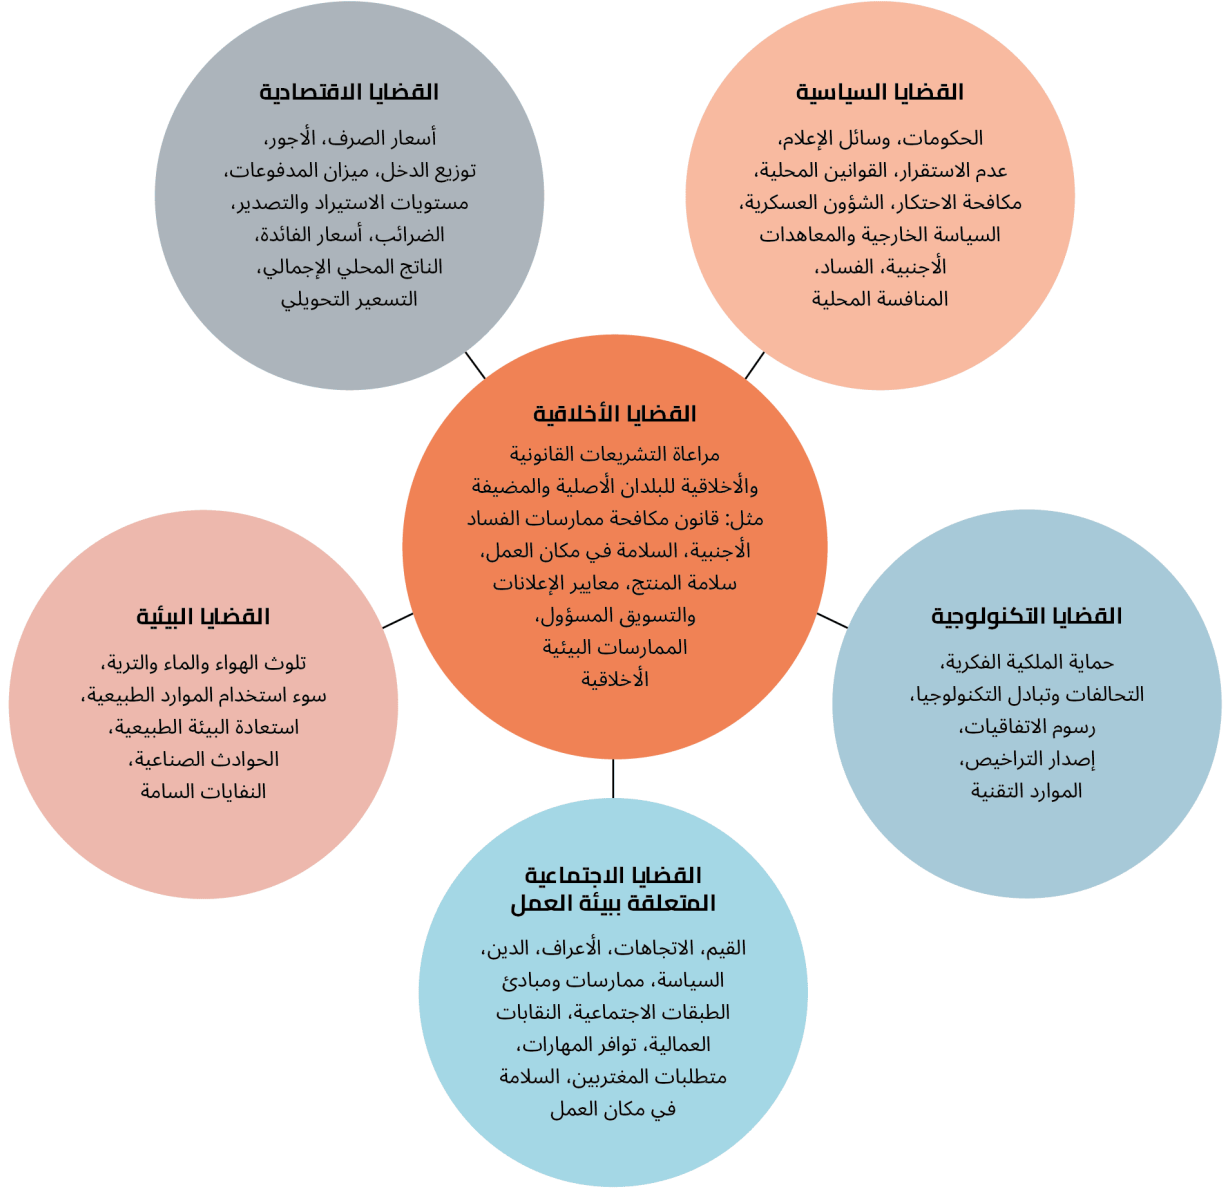 القضايا السياسية
الحكومات، وسائل الإعلام،
عدم الاستقرار، القوانين المحلية،
مكافحة الاحتكار، الشؤون العسكرية،
السياسة الخارجية والمعاهدات
الأجنبية، الفساد،
المنافسة المحلية
القضايا الاقتصادية
أسعار الصرف، الأجور،
توزيع الدخل، ميزان المدفوعات،
مستويات الاستيراد والتصدير،
الضرائب، أسعار الفائدة،
الناتج المحلي الإجمالي،
التسعير التحويلي
القضايا الأخلاقية
مراعاة التشريعات القانونية
والأخلاقية للبلدان الأصلية والمضيفة
مثل: قانون مكافحة ممارسات الفساد
الأجنبية، السلامة في مكان العمل،
سلامة المنتج، معايير الإعلانات
والتسويق المسؤول،
الممارسات البيئية
الأخلاقية
القضايا التكنولوجية
حماية الملكية الفكرية،
التحالفات وتبادل التكنولوجيا،
رسوم الاتفاقيات،
إصدار التراخيص،
الموارد التقنية
القضايا البيئية
تلوث الهواء والماء والتربة،
سوء استخدام الموارد الطبيعية،
استعادة البيئة الطبيعية،
الحوادث الصناعية،
النفايات السامة
القضايا الاجتماعية
المتعلقة ببيئة العمل
القيم، الاتجاهات، الأعراف، الدين،
السياسة، ممارسات ومبادئ
الطبقات الاجتماعية، النقابات
العمالية، توافر المهارات،
متطلبات المغتربين، السلامة
في مكان العمل